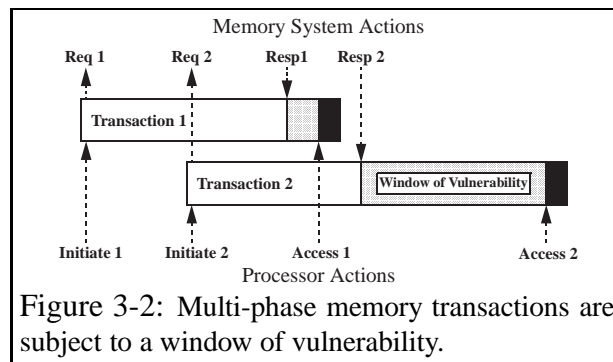 Memory System Actions
Req 1 Req 2 Resp1 Resp 2
Transaction 1
Transaction 2 Window of Vulnerability
Initiate 1 Initiate 2 Access 1 Access 2
Processor Actions
Figure 3-2: Multi-phase memory transactions are
subject to a window of vulnerability.